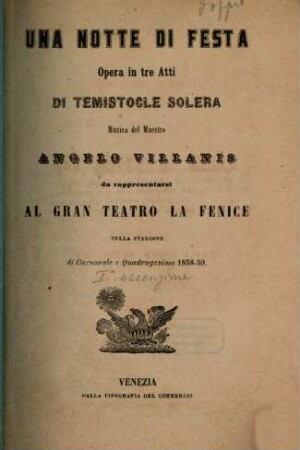 UNA NOTTE DI FESTA
Opera in tre Atti
DI TEMISTOCLE SOLERA
Musica del Maestro
ANGELO VILLANIS
da rappresentarsi
AL GRAN TEATRO LA FENICE
NELLA STAGIONE
di Carnovale e Quadragesima 1858-59.
VENEZIA
DALLA TIPOGRAFIA DEL COMMERCIO